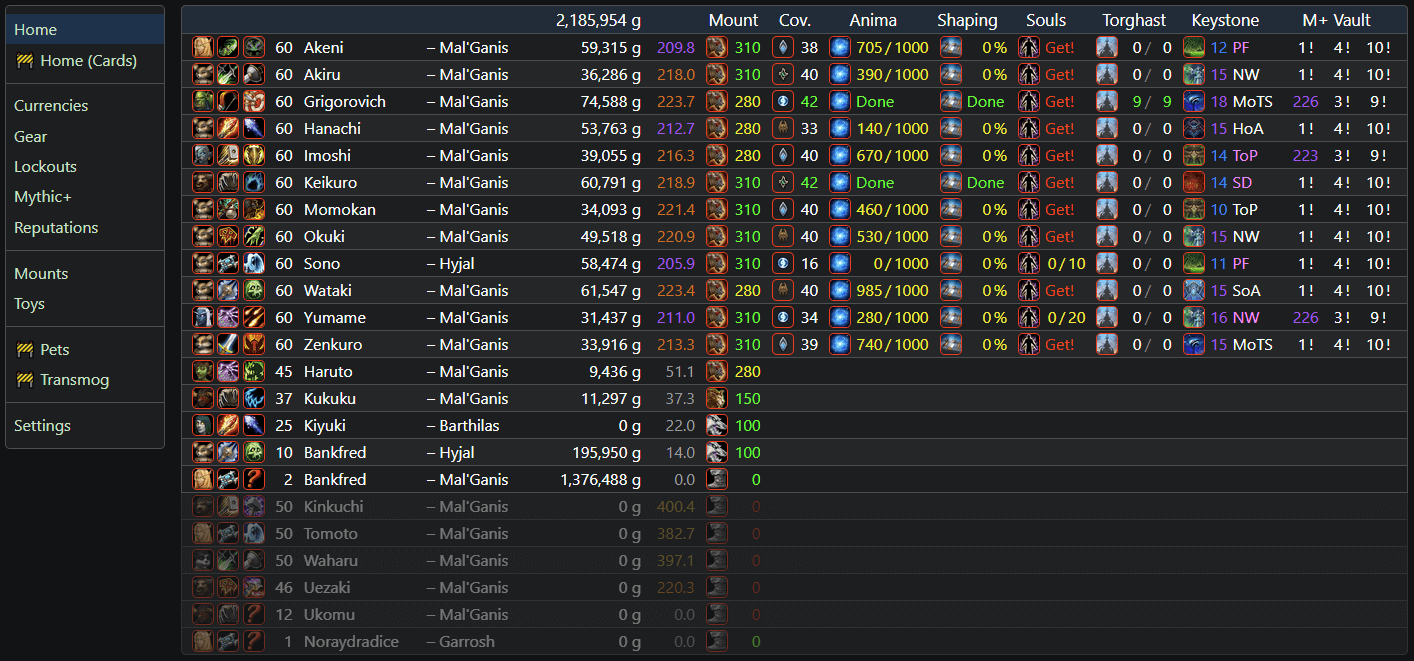 Home
Home (Cards)
Currencies
Gear
Lockouts
Mythic+
Reputations
Mounts
Toys
Pets
Transmog
Settings
2,185,954 g Mount Cov. Anima Shaping Souls Torghast Keystone M+ Vault
60 Akeni – Mal'Ganis 59,315 g 209.8 310 38 705 / 1000 0 % Get! 0 / 0 12 PF 1 ! 4 ! 10 !
60 Akiru – Mal'Ganis 36,286 g 218.0 310 40 390 / 1000 0 % Get! 0 / 0 15 NW 1 ! 4 ! 10 !
60 Grigorovich – Mal'Ganis 74,588 g 223.7 280 42 Done Done Get! 9 / 9 18 MoTS 226 3 ! 9 !
60 Hanachi – Mal'Ganis 53,763 g 212.7 280 33 140 / 1000 0 % Get! 0 / 0 15 HoA 1 ! 4 ! 10 !
60 Imoshi – Mal'Ganis 39,055 g 216.3 280 40 670 / 1000 0 % Get! 0 / 0 14 ToP 223 3 ! 9 !
60 Keikuro – Mal'Ganis 60,791 g 218.9 310 42 Done Done Get! 0 / 0 14 SD 1 ! 4 ! 10 !
60 Momokan – Mal'Ganis 34,093 g 221.4 310 40 460 / 1000 0 % Get! 0 / 0 10 ToP 1 ! 4 ! 10 !
60 Okuki – Mal'Ganis 49,518 g 220.9 310 40 530 / 1000 0 % Get! 0 / 0 15 NW 1 ! 4 ! 10 !
60 Sono – Hyjal 58,474 g 205.9 310 16 0 / 1000 0 % 0 / 10 0 / 0 11 PF 1 ! 4 ! 10 !
60 Wataki – Mal'Ganis 61,547 g 223.4 280 40 985 / 1000 0 % Get! 0 / 0 15 SoA 1 ! 4 ! 10 !
60 Yumame – Mal'Ganis 31,437 g 211.0 310 34 280 / 1000 0 % 0 / 20 0 / 0 16 NW 226 3 ! 9 !
60 Zenkuro – Mal'Ganis 33,916 g 213.3 310 39 740 / 1000 0 % Get! 0 / 0 15 MoTS 1 ! 4 ! 10 !
45 Haruto – Mal'Ganis 9,436 g 51.1 280
37 Kukuku – Mal'Ganis 11,297 g 37.3 150
25 Kiyuki – Barthilas 0 g 22.0 100
10 Bankfred – Hyjal 195,950 g 14.0 100
2 Bankfred – Mal'Ganis 1,376,488 g 0.0 0
50 Kinkuchi – Mal'Ganis 0 g 400.4 0
50 Tomoto – Mal'Ganis 0 g 382.7 0
50 Waharu – Mal'Ganis 0 g 397.1 0
46 Uezaki – Mal'Ganis 0 g 220.3 0
12 Ukomu – Mal'Ganis 0 g 0.0 0
1 Noraydradice – Garrosh 0 g 0.0 0